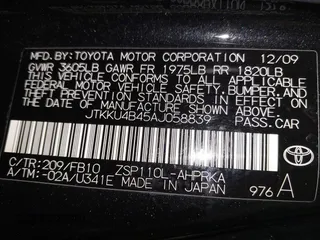 MFD. BY: TOYOTA MOTOR CORPORATION 12/09
GVWR 3605LB GAWR FR 1975LB RR 1820LB
THIS VEHICLE CONFORMS TO ALL APPLICABLE
FEDERAL MOTOR VEHICLE SAFETY, BUMPER, AND
THEFT PREVENTION STANDARDS IN EFFECT ON THE
DATE OF MANUFACTURE SHOWN ABOVE.
JTKKU4B45AJ058839 PASS. CAR
C/TR:209/FB10 ZSP110L-AHPRKA
A/TM:-02A/U341E MADE IN JAPAN 976 A
TOYOTA